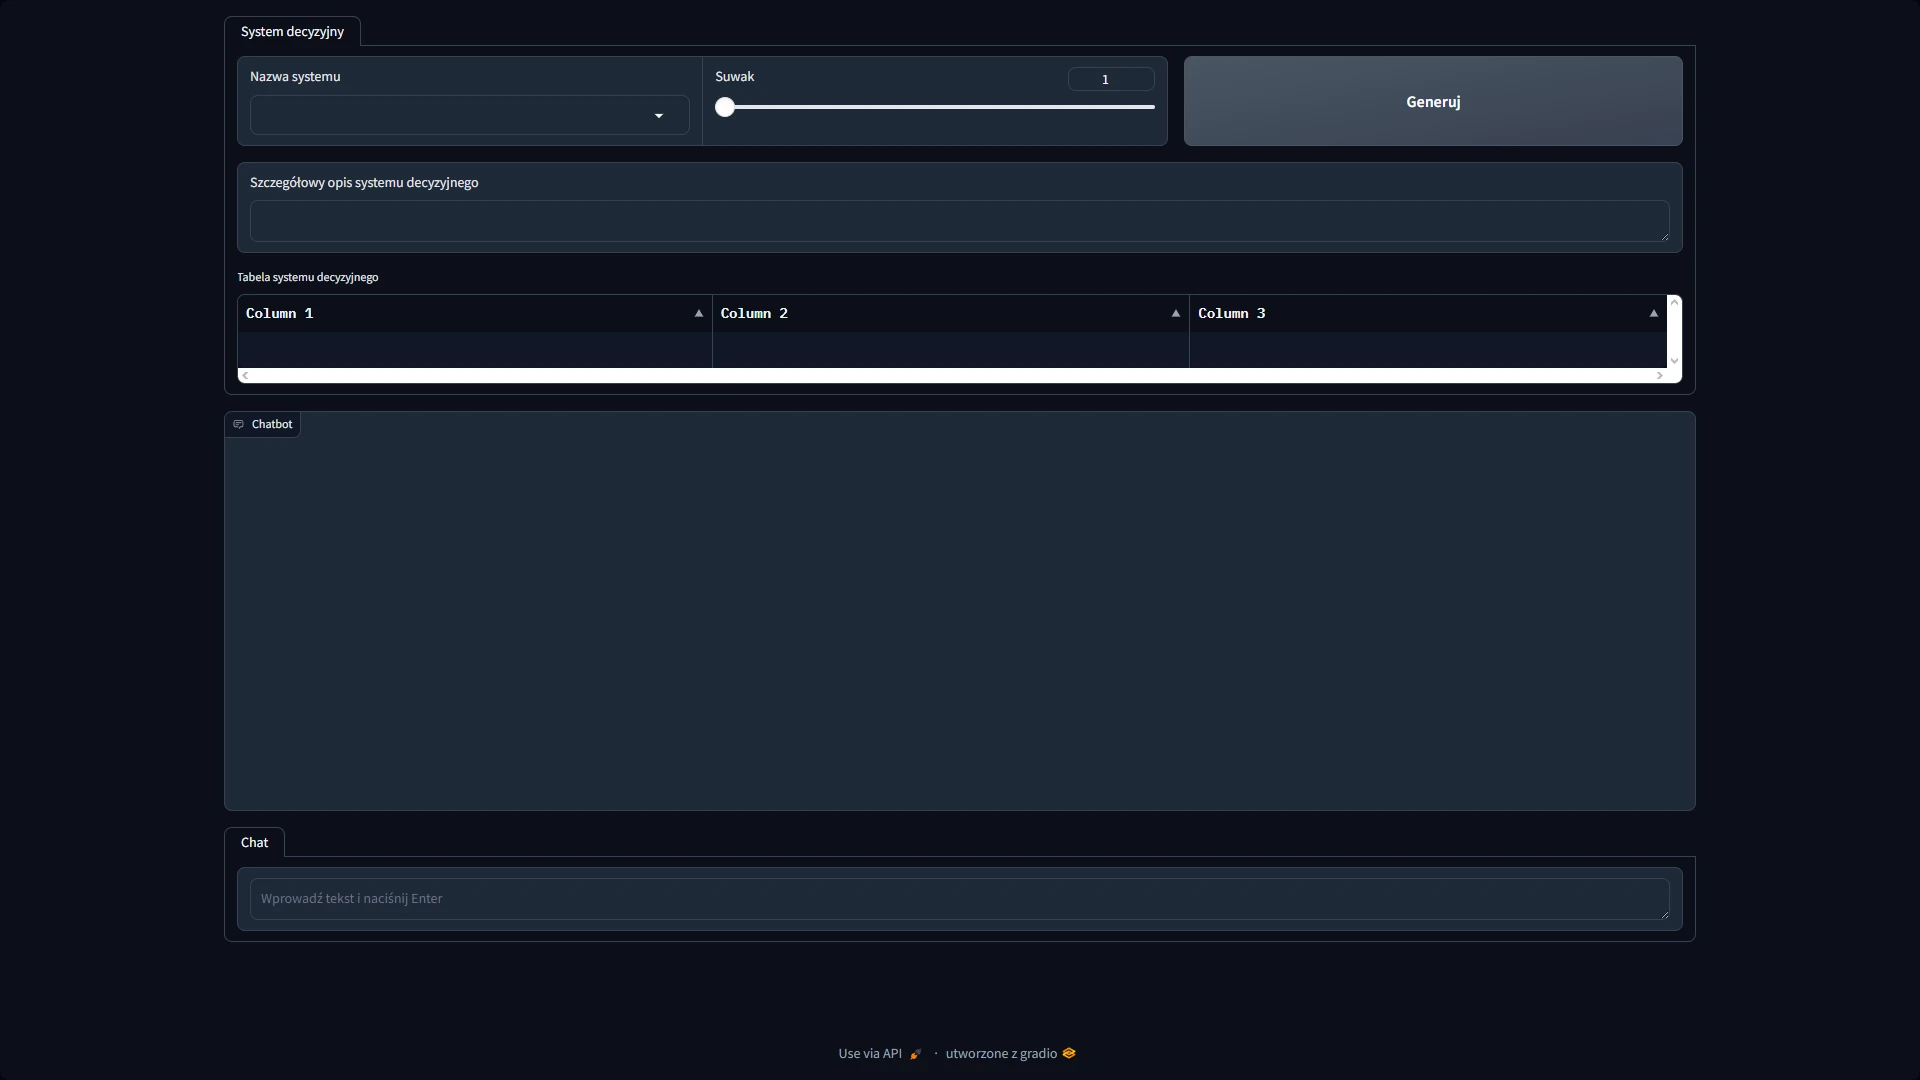 System decyzyjny
Nazwa systemu
Suwak
1
Generuj
Szczegółowy opis systemu decyzyjnego
Tabela systemu decyzyjnego
Column 1 Column 2 Column 3
Chatbot
Chat
Wprowadź tekst i naciśnij Enter
Use via API · utworzone z gradio